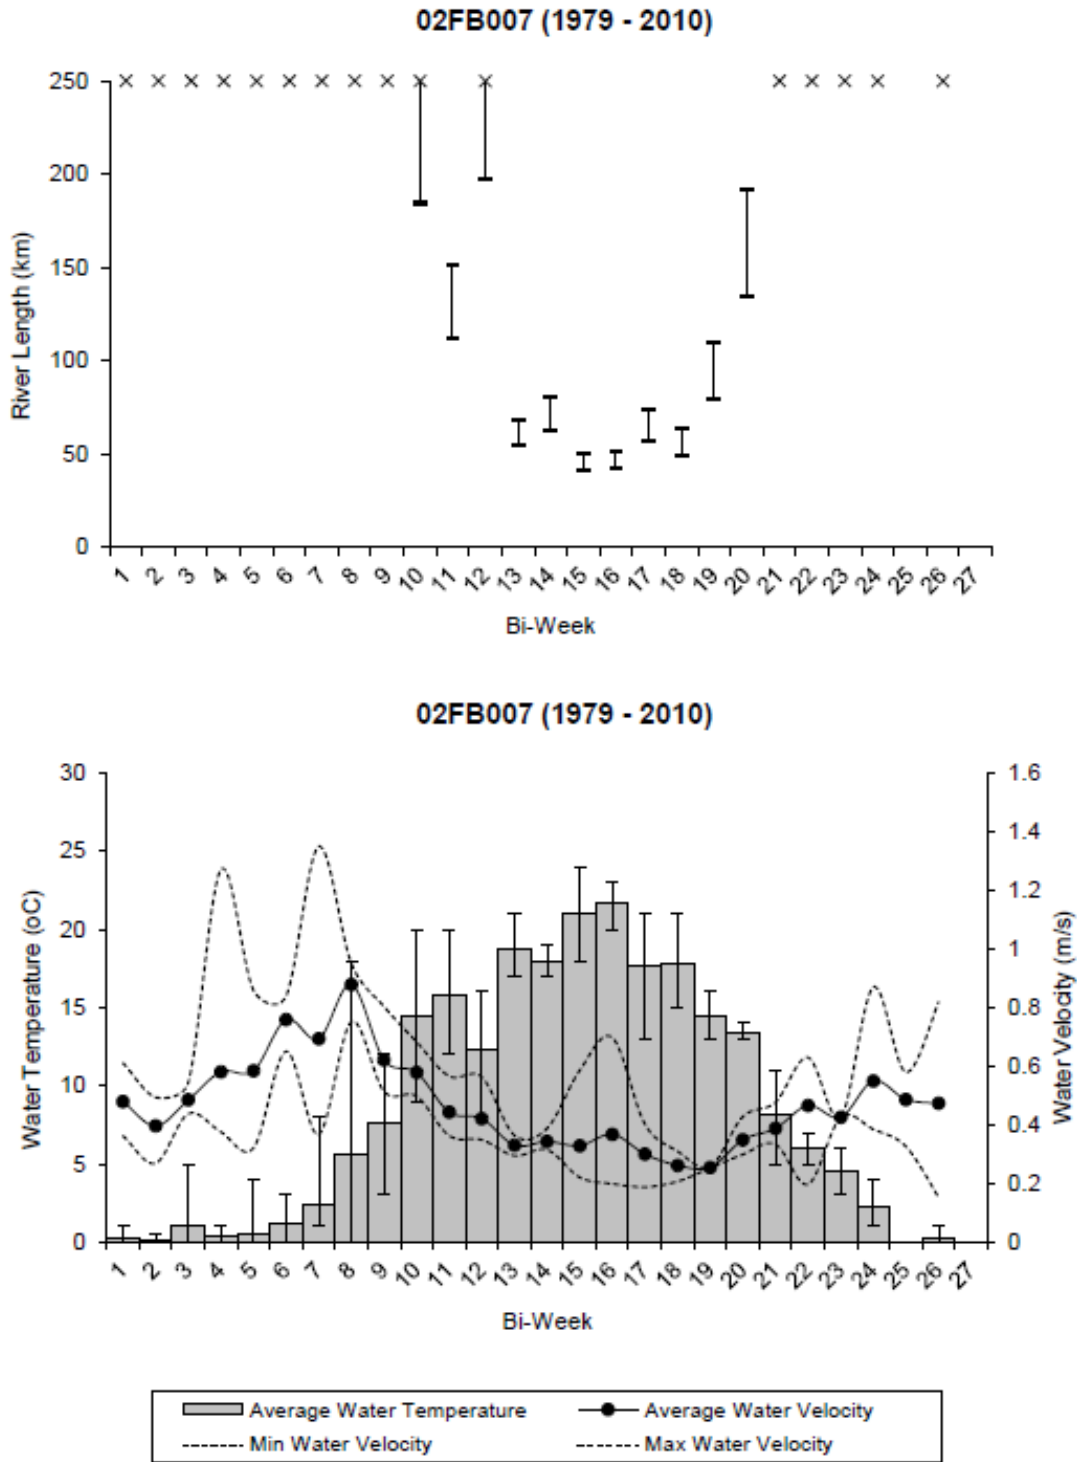 02FB007 (1979 - 2010)
250
200
150
100
50
0
River Length (km)
1 2 3 4 5 6 7 8 9 10 11 12 13 14 15 16 17 18 19 20 21 22 23 24 25 26 27
Bi-Week
02FB007 (1979 - 2010)
30
25
20
15
10
5
0
Water Temperature (oC)
1.6
1.4
1.2
1
0.8
0.6
0.4
0.2
0
Water Velocity (m/s)
1 2 3 4 5 6 7 8 9 10 11 12 13 14 15 16 17 18 19 20 21 22 23 24 25 26 27
Bi-Week
Average Water Temperature Average Water Velocity
Min Water Velocity Max Water Velocity